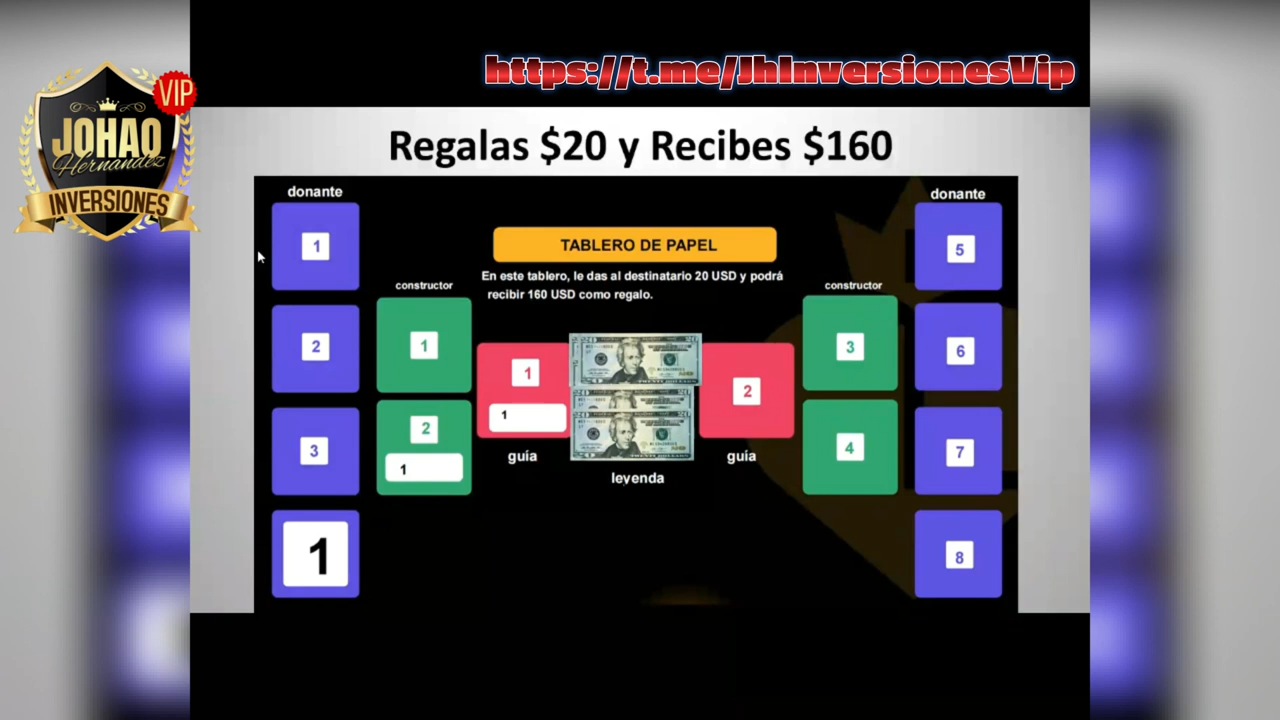 https://t.me/JhInversionesVip
VIP
JOHAO
Hernandez
INVERSIONES
Regalas $20 y Recibes $160
donante
donante
1
5
TABLERO DE PAPEL
En este tablero, le das al destinatario 20 USD y podrá
recibir 160 USD como regalo.
constructor
constructor
2
1
1
2
3
6
1
guía
guía
leyenda
3
2
1
4
7
1
8